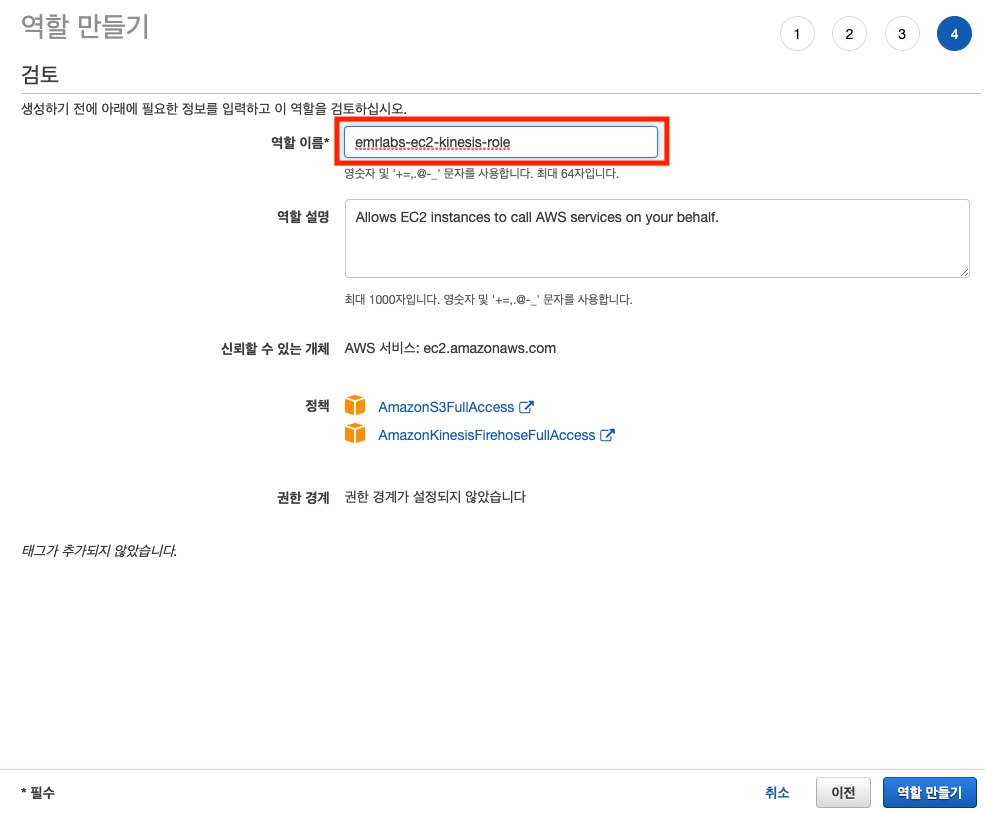 역할 만들기
1 2 3 4
검토
생성하기 전에 아래에 필요한 정보를 입력하고 이 역할을 검토하십시오.
역할 이름* emrlabs-ec2-kinesis-role
영숫자 및 '+=,.@-_' 문자를 사용합니다. 최대 64자입니다.
역할 설명 Allows EC2 instances to call AWS services on your behalf.
최대 1000자입니다. 영숫자 및 '+=,.@-_' 문자를 사용합니다.
신뢰할 수 있는 개체 AWS 서비스: ec2.amazonaws.com
정책 AmazonS3FullAccess
AmazonKinesisFirehoseFullAccess
권한 경계 권한 경계가 설정되지 않았습니다
태그가 추가되지 않았습니다.
* 필수 취소 이전 역할 만들기